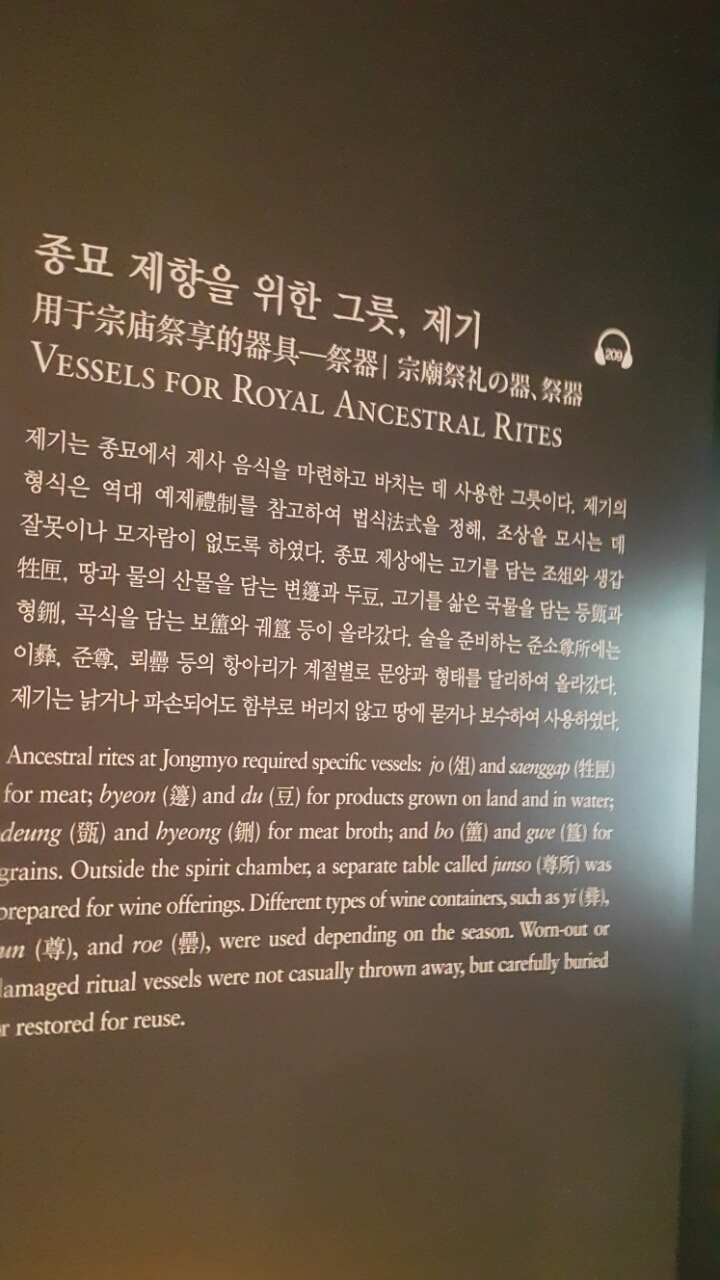 종묘 제향을 위한 그릇, 제기
用于宗庙祭享的器具—祭器 | 宗廟祭礼の器、祭器
209
VESSELS FOR ROYAL ANCESTRAL RITES
제기는 종묘에서 제사 음식을 마련하고 바치는 데 사용한 그릇이다. 제기의
형식은 역대 예제禮制를 참고하여 법식法式을 정해, 조상을 모시는 데
잘못이나 모자람이 없도록 하였다. 종묘 제상에는 고기를 담는 조俎와 생갑
牲匣, 땅과 물의 산물을 담는 변籩과 두豆, 고기를 삶은 국물을 담는 등㽅과
형鉶, 곡식을 담는 보簠와 궤簋 등이 올라갔다. 술을 준비하는 준소尊所에는
이彝, 준尊, 뢰罍 등의 항아리가 계절별로 문양과 형태를 달리하여 올라갔다.
제기는 낡거나 파손되어도 함부로 버리지 않고 땅에 묻거나 보수하여 사용하였다.
Ancestral rites at Jongmyo required specific vessels: jo (俎) and saenggap (牲匣)
for meat; byeon (籩) and du (豆) for products grown on land and in water;
deung (㽅) and hyeong (鉶) for meat broth; and bo (簠) and gwe (簋) for
grains. Outside the spirit chamber, a separate table called junso (尊所) was
prepared for wine offerings. Different types of wine containers, such as yi (彝),
un (尊), and roe (罍), were used depending on the season. Worn-out or
amaged ritual vessels were not casually thrown away, but carefully buried
r restored for reuse.